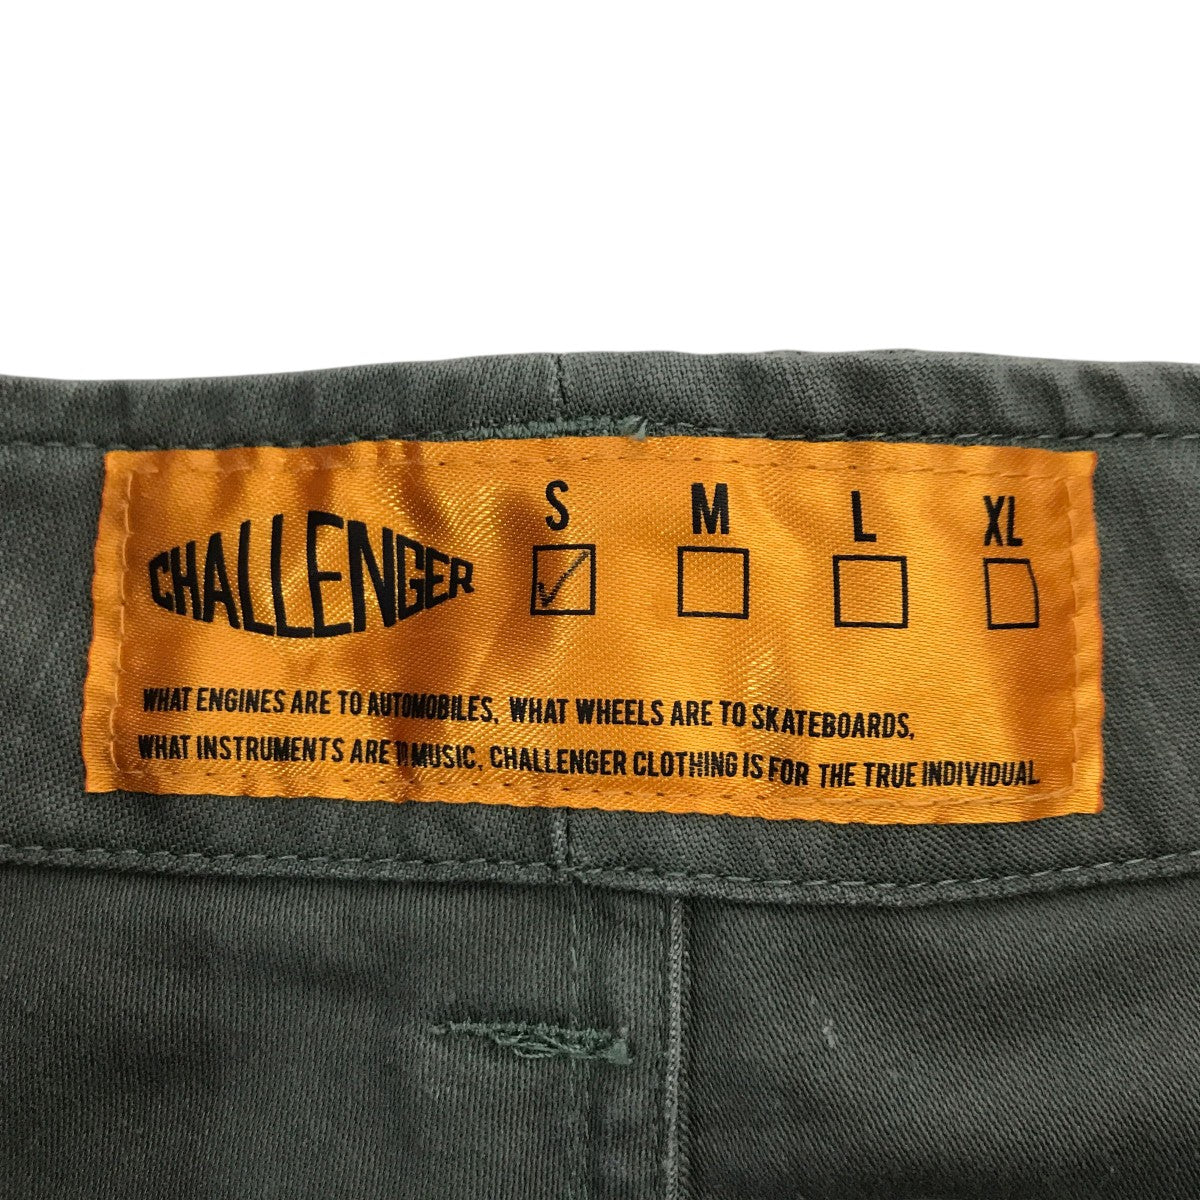 CHALLENGER
S M L XL
WHAT ENGINES ARE TO AUTOMOBILES, WHAT WHEELS ARE TO SKATEBOARDS,
WHAT INSTRUMENTS ARE TO MUSIC, CHALLENGER CLOTHING IS FOR THE TRUE INDIVIDUAL